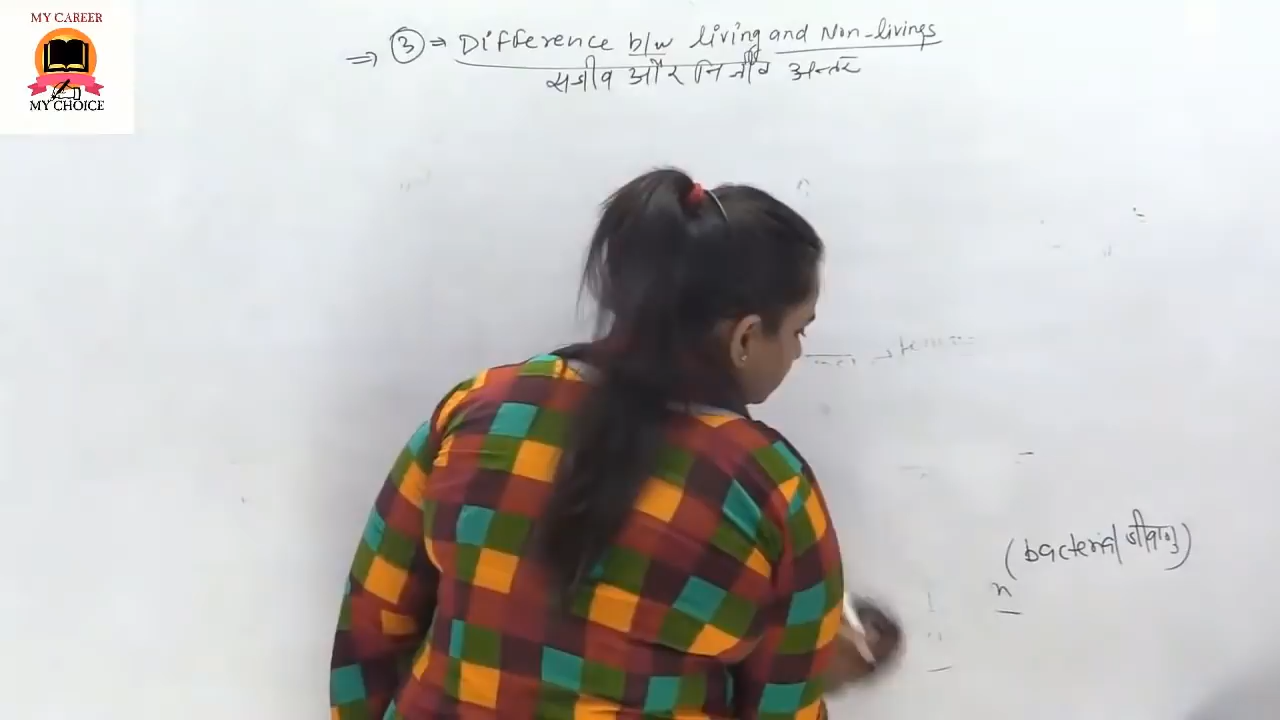 MY CAREER
MY CHOICE
⇒ ③ ⇒ Difference b/w living and Non-livings
सजीव और निर्जीव अन्तर
(bacteria/जीवाणु)
n